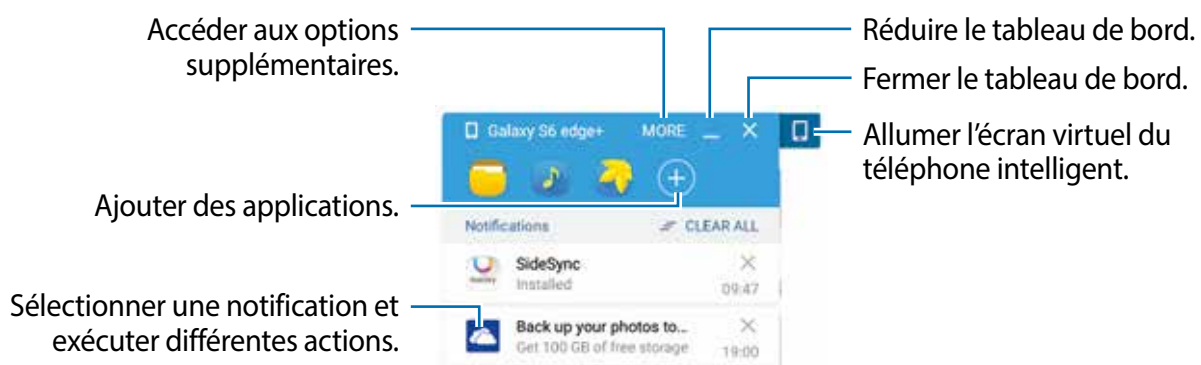 Accéder aux options
supplémentaires.
Réduire le tableau de bord.
Fermer le tableau de bord.
Galaxy S6 edge+ MORE
Allumer l’écran virtuel du
téléphone intelligent.
Ajouter des applications.
Notifications CLEAR ALL
SideSync
Installed 09:47
Sélectionner une notification et
exécuter différentes actions.
Back up your photos to...
Get 100 GB of free storage 19:00